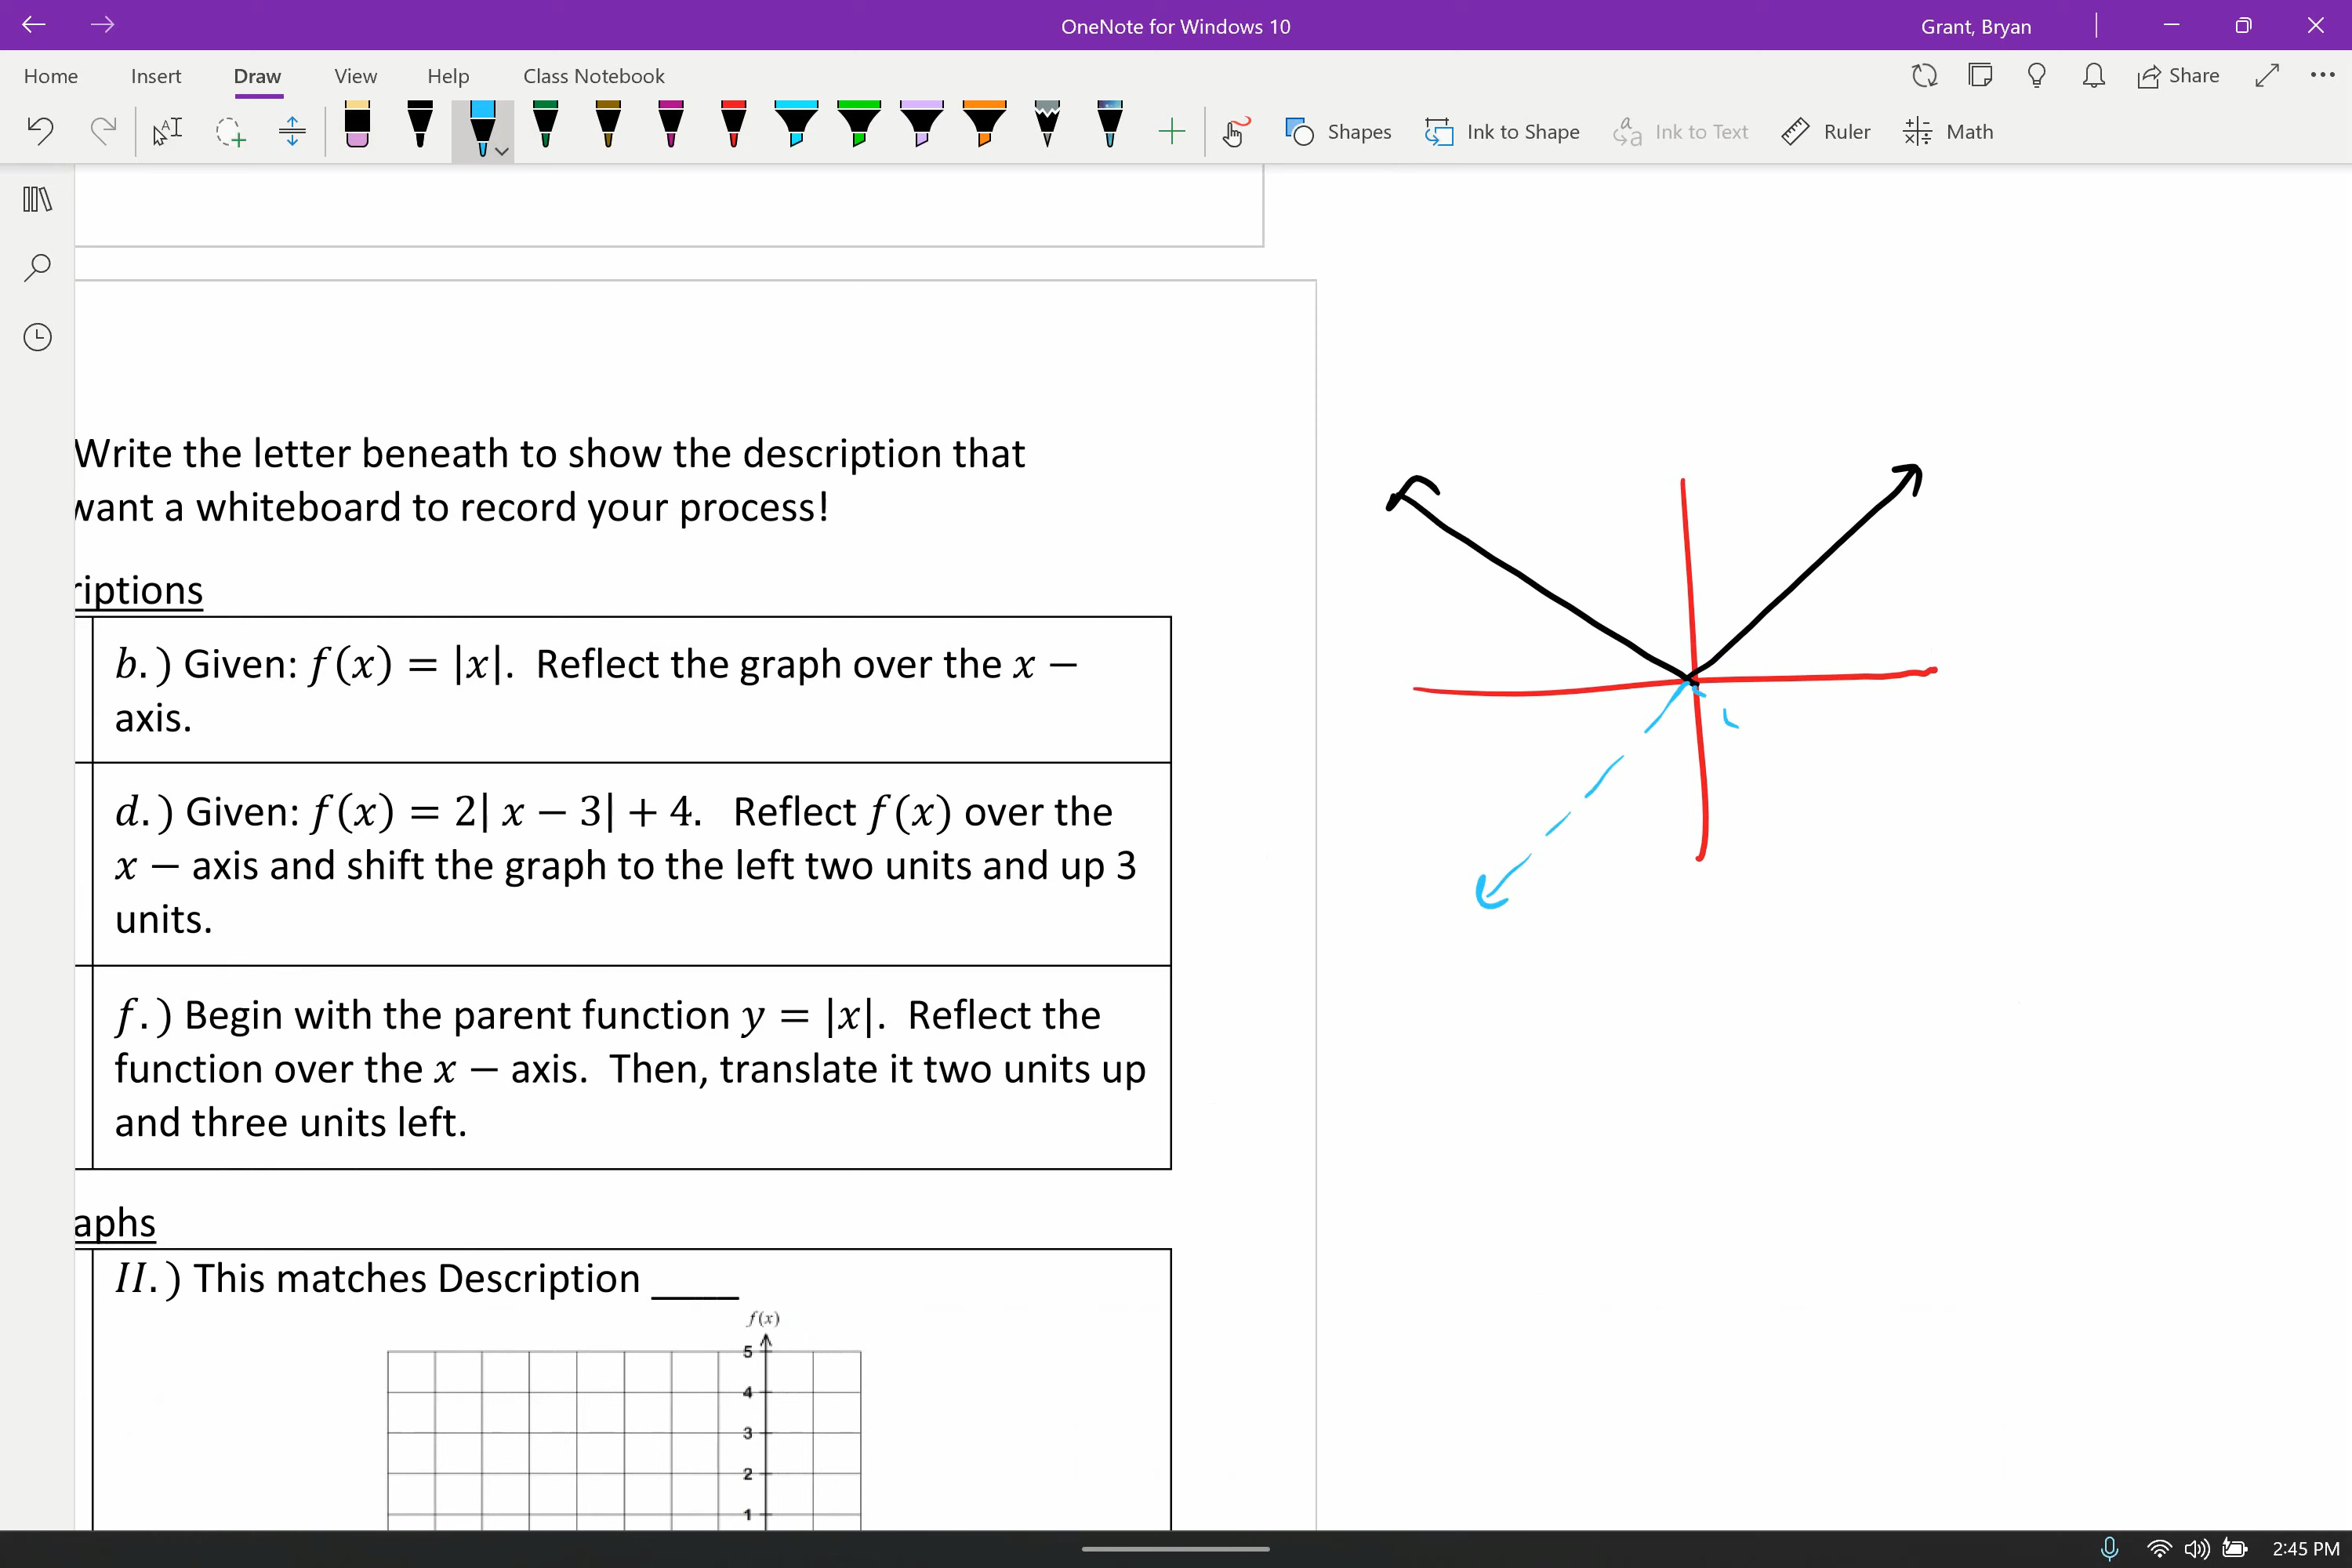 OneNote for Windows 10
Grant, Bryan
Home Insert Draw View Help Class Notebook
Share
Shapes Ink to Shape Ink to Text Ruler Math
Write the letter beneath to show the description that
want a whiteboard to record your process!
riptions
b.) Given: f(x) = |x|. Reflect the graph over the x −
axis.
d.) Given: f(x) = 2| x − 3| + 4. Reflect f(x) over the
x − axis and shift the graph to the left two units and up 3
units.
f.) Begin with the parent function y = |x|. Reflect the
function over the x − axis. Then, translate it two units up
and three units left.
aphs
II.) This matches Description _____
f(x)
5
4
3
2
1
2:45 PM